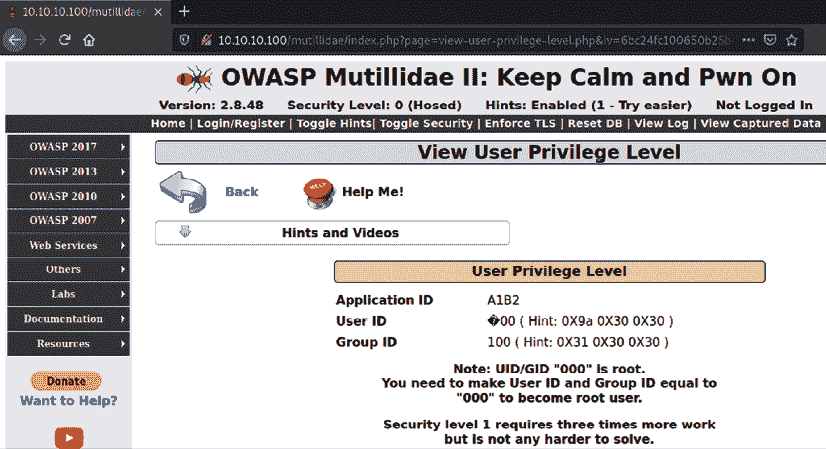 10.10.10.100/mutillidae/
10.10.10.100/mutillidae/index.php?page=view-user-privilege-level.php&iv=6bc24fc100650b25b
OWASP Mutillidae II: Keep Calm and Pwn On
Version: 2.8.48 Security Level: 0 (Hosed) Hints: Enabled (1 - Try easier) Not Logged In
Home | Login/Register | Toggle Hints| Toggle Security | Enforce TLS | Reset DB | View Log | View Captured Data
OWASP 2017
OWASP 2013
OWASP 2010
OWASP 2007
Web Services
Others
Labs
Documentation
Resources
Donate
Want to Help?
View User Privilege Level
Back
HELP
Help Me!
Hints and Videos
User Privilege Level
Application ID A1B2
User ID �00 ( Hint: 0X9a 0X30 0X30 )
Group ID 100 ( Hint: 0X31 0X30 0X30 )
Note: UID/GID "000" is root.
You need to make User ID and Group ID equal to
"000" to become root user.
Security level 1 requires three times more work
but is not any harder to solve.